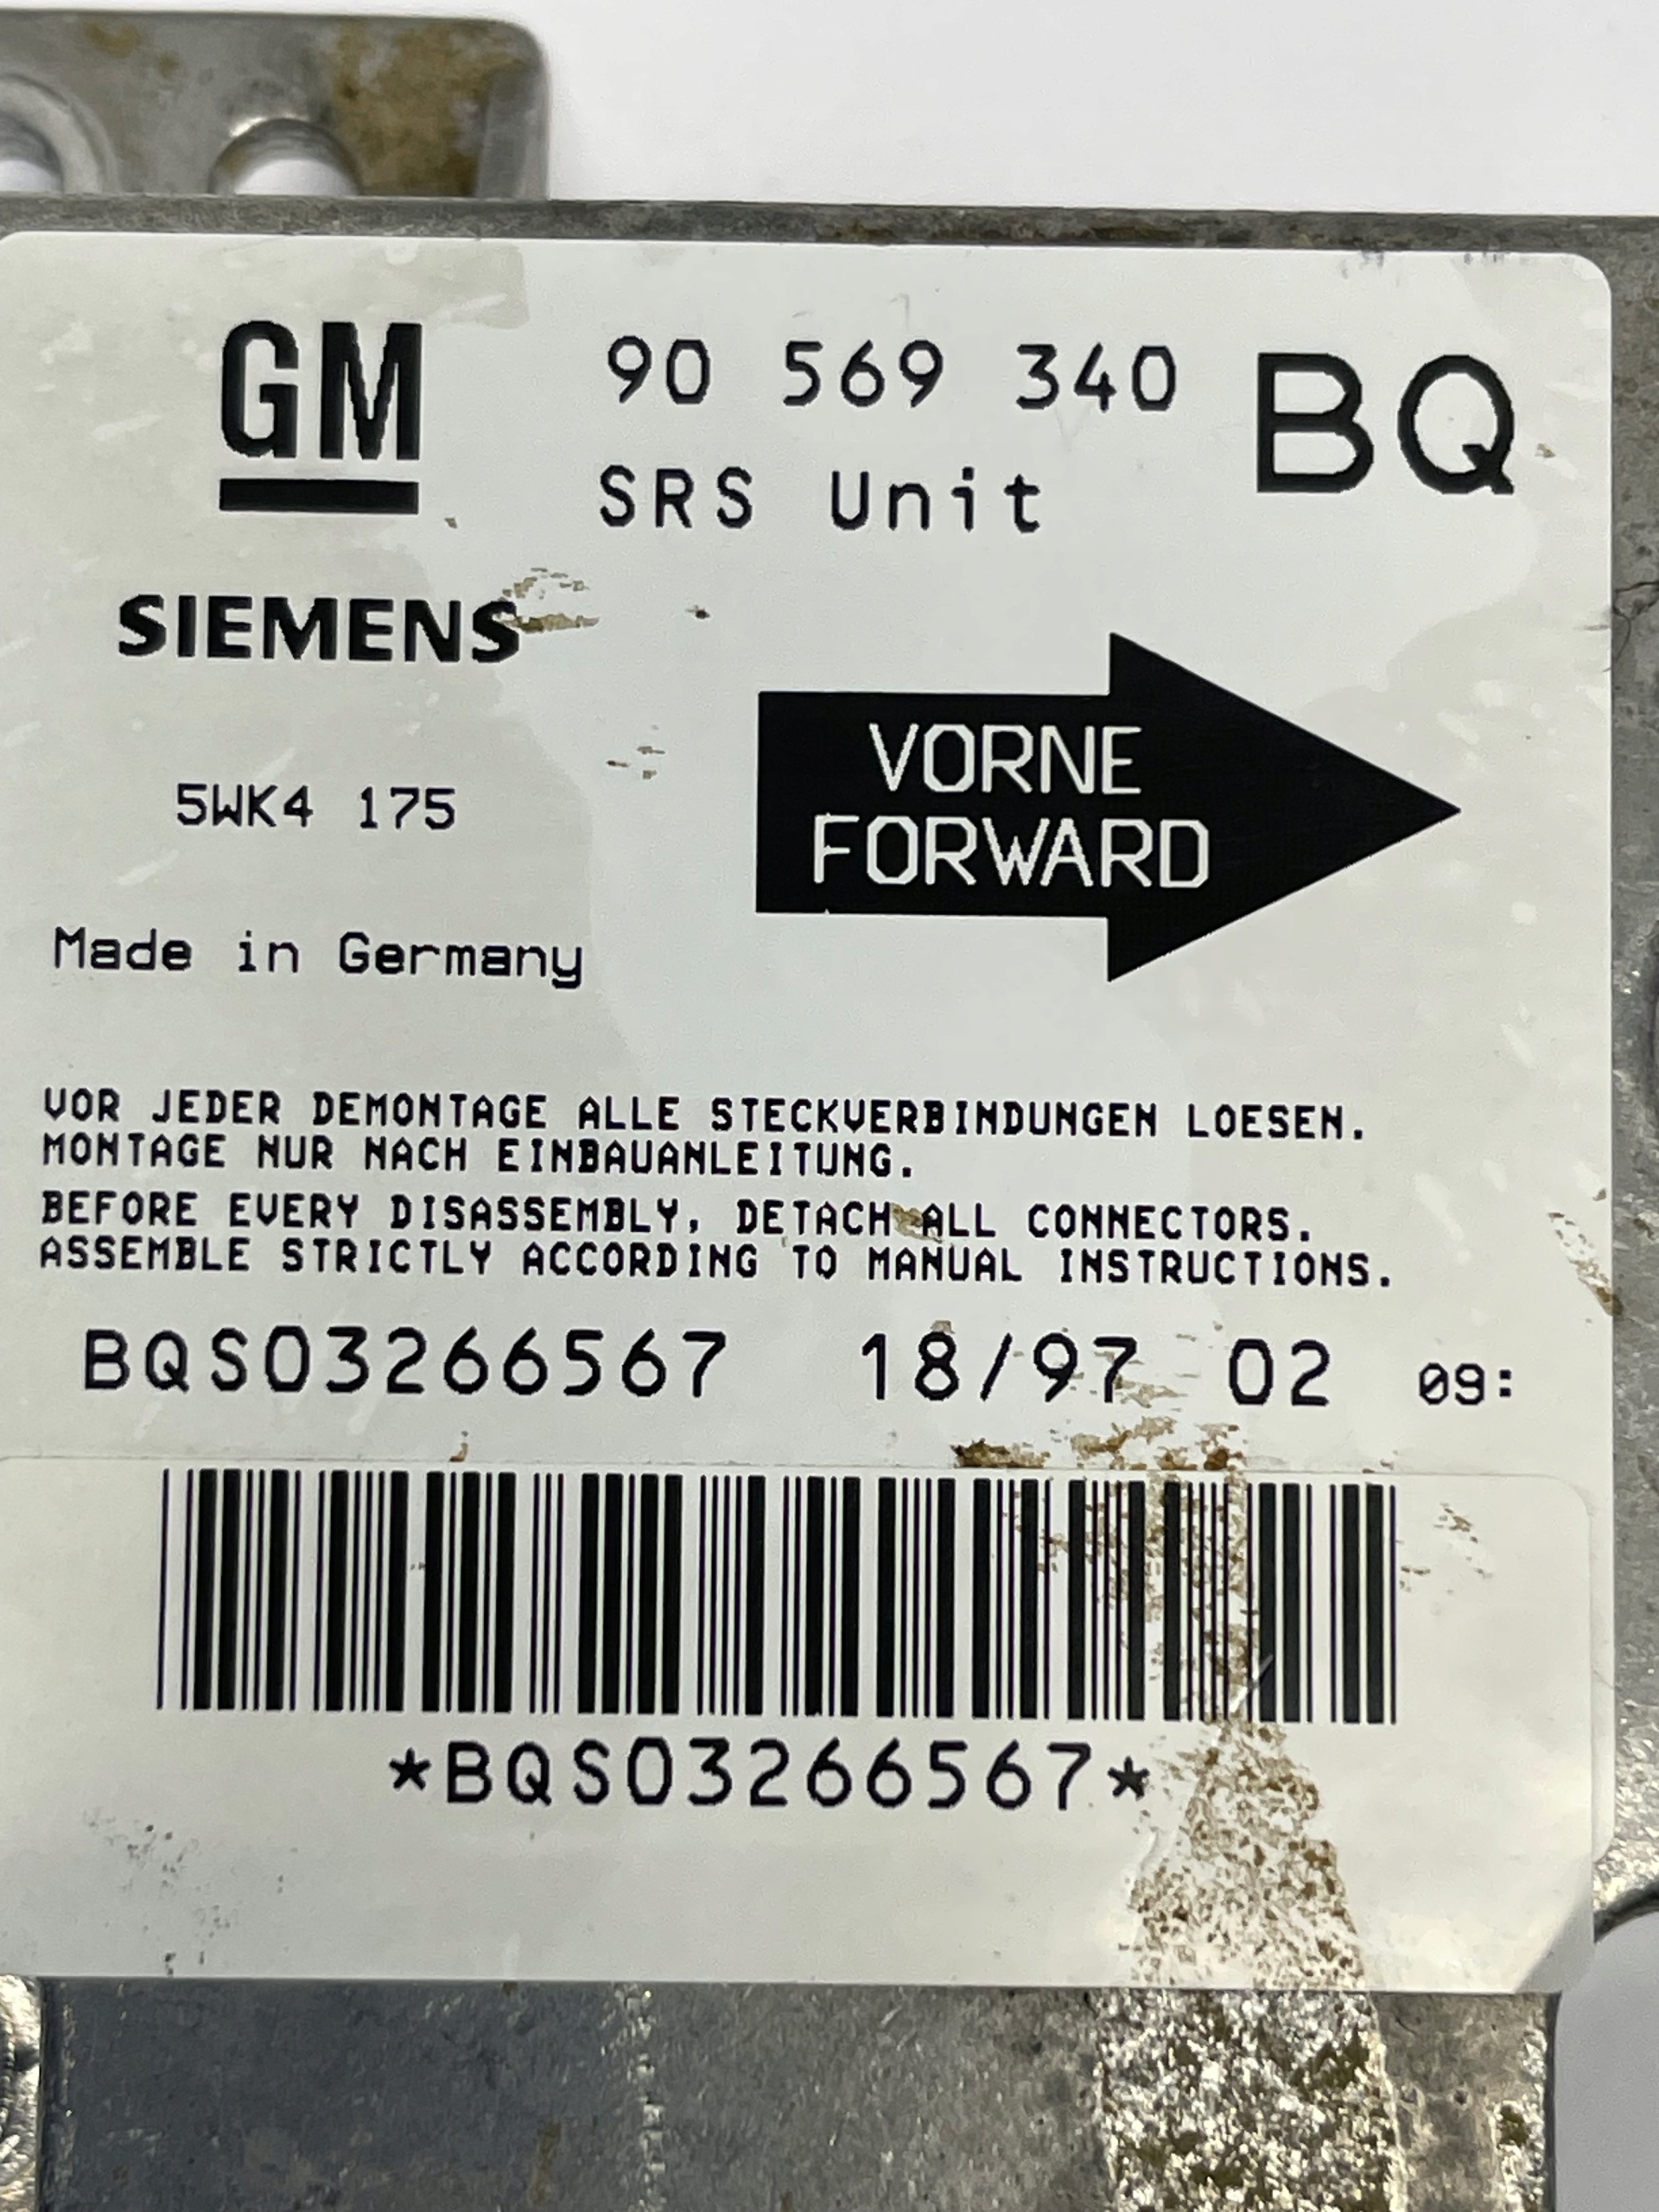 GM
90 569 340 BQ
SRS Unit
SIEMENS
VORNE
FORWARD
5WK4 175
Made in Germany
VOR JEDER DEMONTAGE ALLE STECKVERBINDUNGEN LOESEN.
MONTAGE NUR NACH EINBAUANLEITUNG.
BEFORE EVERY DISASSEMBLY, DETACH ALL CONNECTORS.
ASSEMBLE STRICTLY ACCORDING TO MANUAL INSTRUCTIONS.
BQS03266567 18/97 02 09:
*BQS03266567*